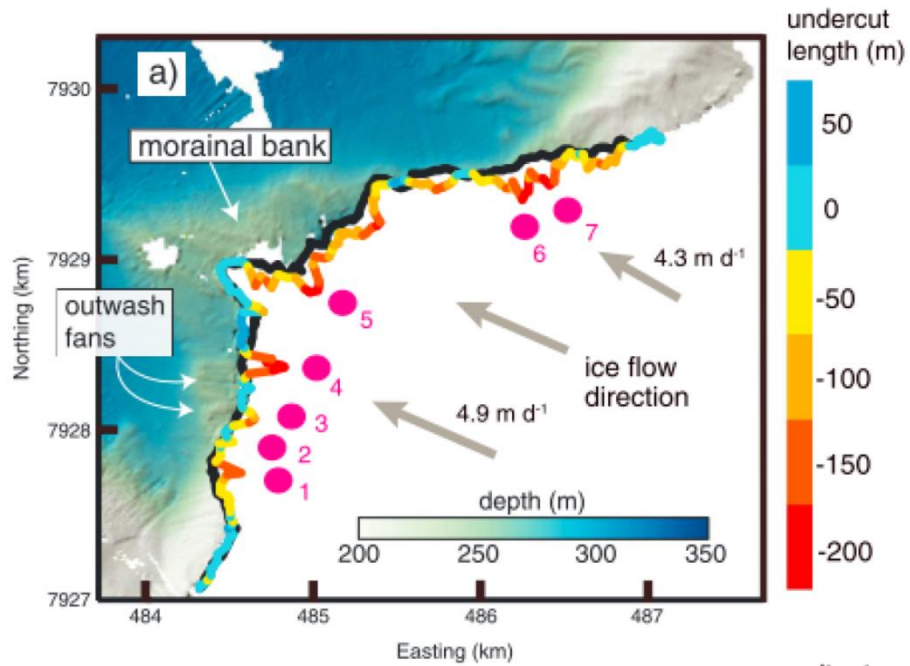 undercut
length (m)
a)
7930
morainal bank
50
0
7929
4.3 m d-1
outwash
fans
-50
Northing (km)
ice flow
direction
-100
7928
4.9 m d-1
-150
1
2
3
4
5
6
7
depth (m)
200
250
300
350
-200
7927
484
485
486
487
Easting (km)